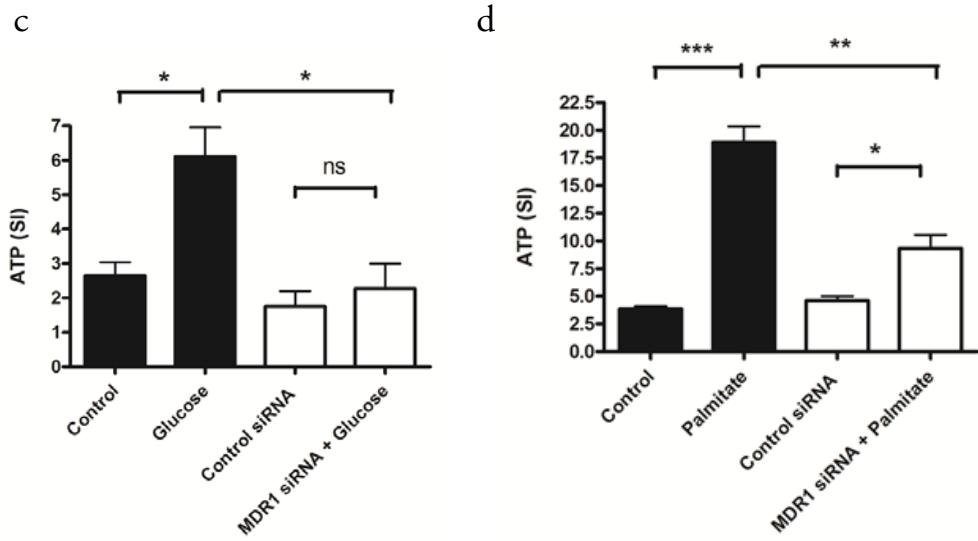 c
*
*
7
6
5
4
3
2
1
0
ns
ATP (SI)
Control
Glucose
Control siRNA
MDR1 siRNA + Glucose
d
***
**
22.5
20.0
17.5
15.0
12.5
10.0
7.5
5.0
2.5
0.0
*
ATP (SI)
Control
Palmitate
Control siRNA
MDR1 siRNA + Palmitate